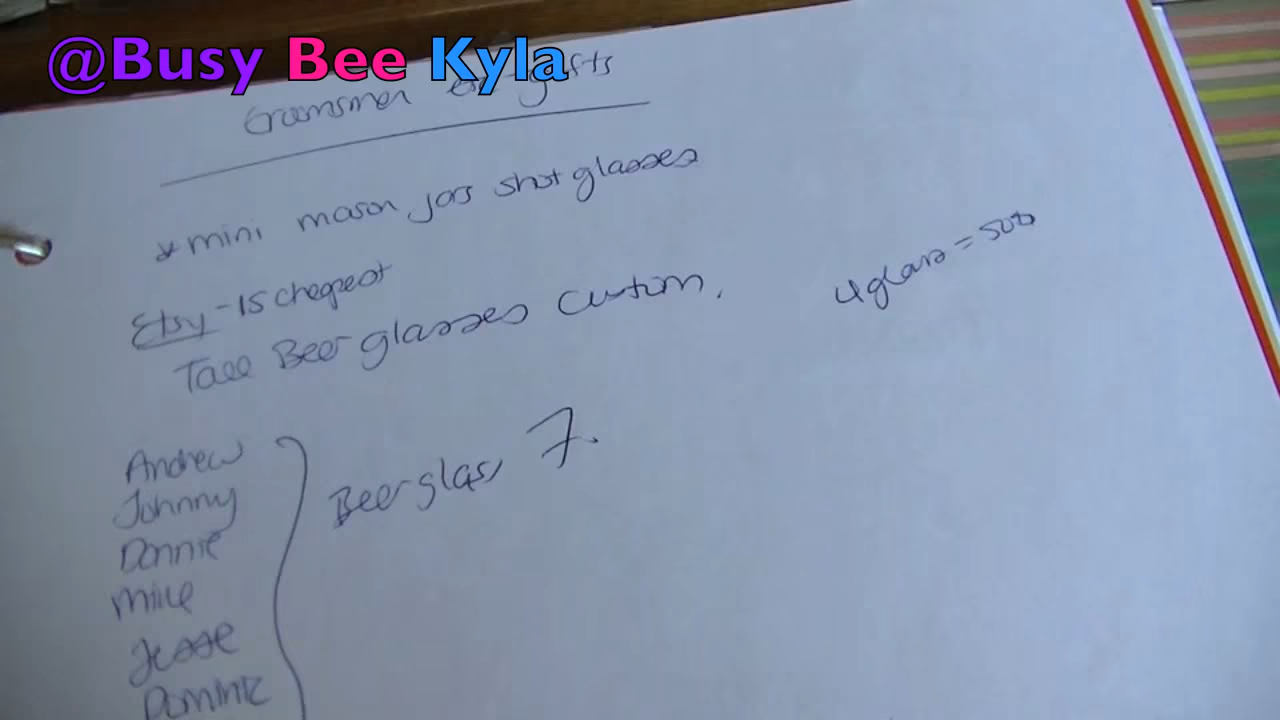 @Busy Bee Kyla
Groomsmen gifts
* mini mason jars shot glasses
Etsy - Is cheapest
Tall Beer glasses custom.
4 glass = 500
Andrew
Johnny
Donnie
Mike
Jesse
Dominic
Beer glass 7.